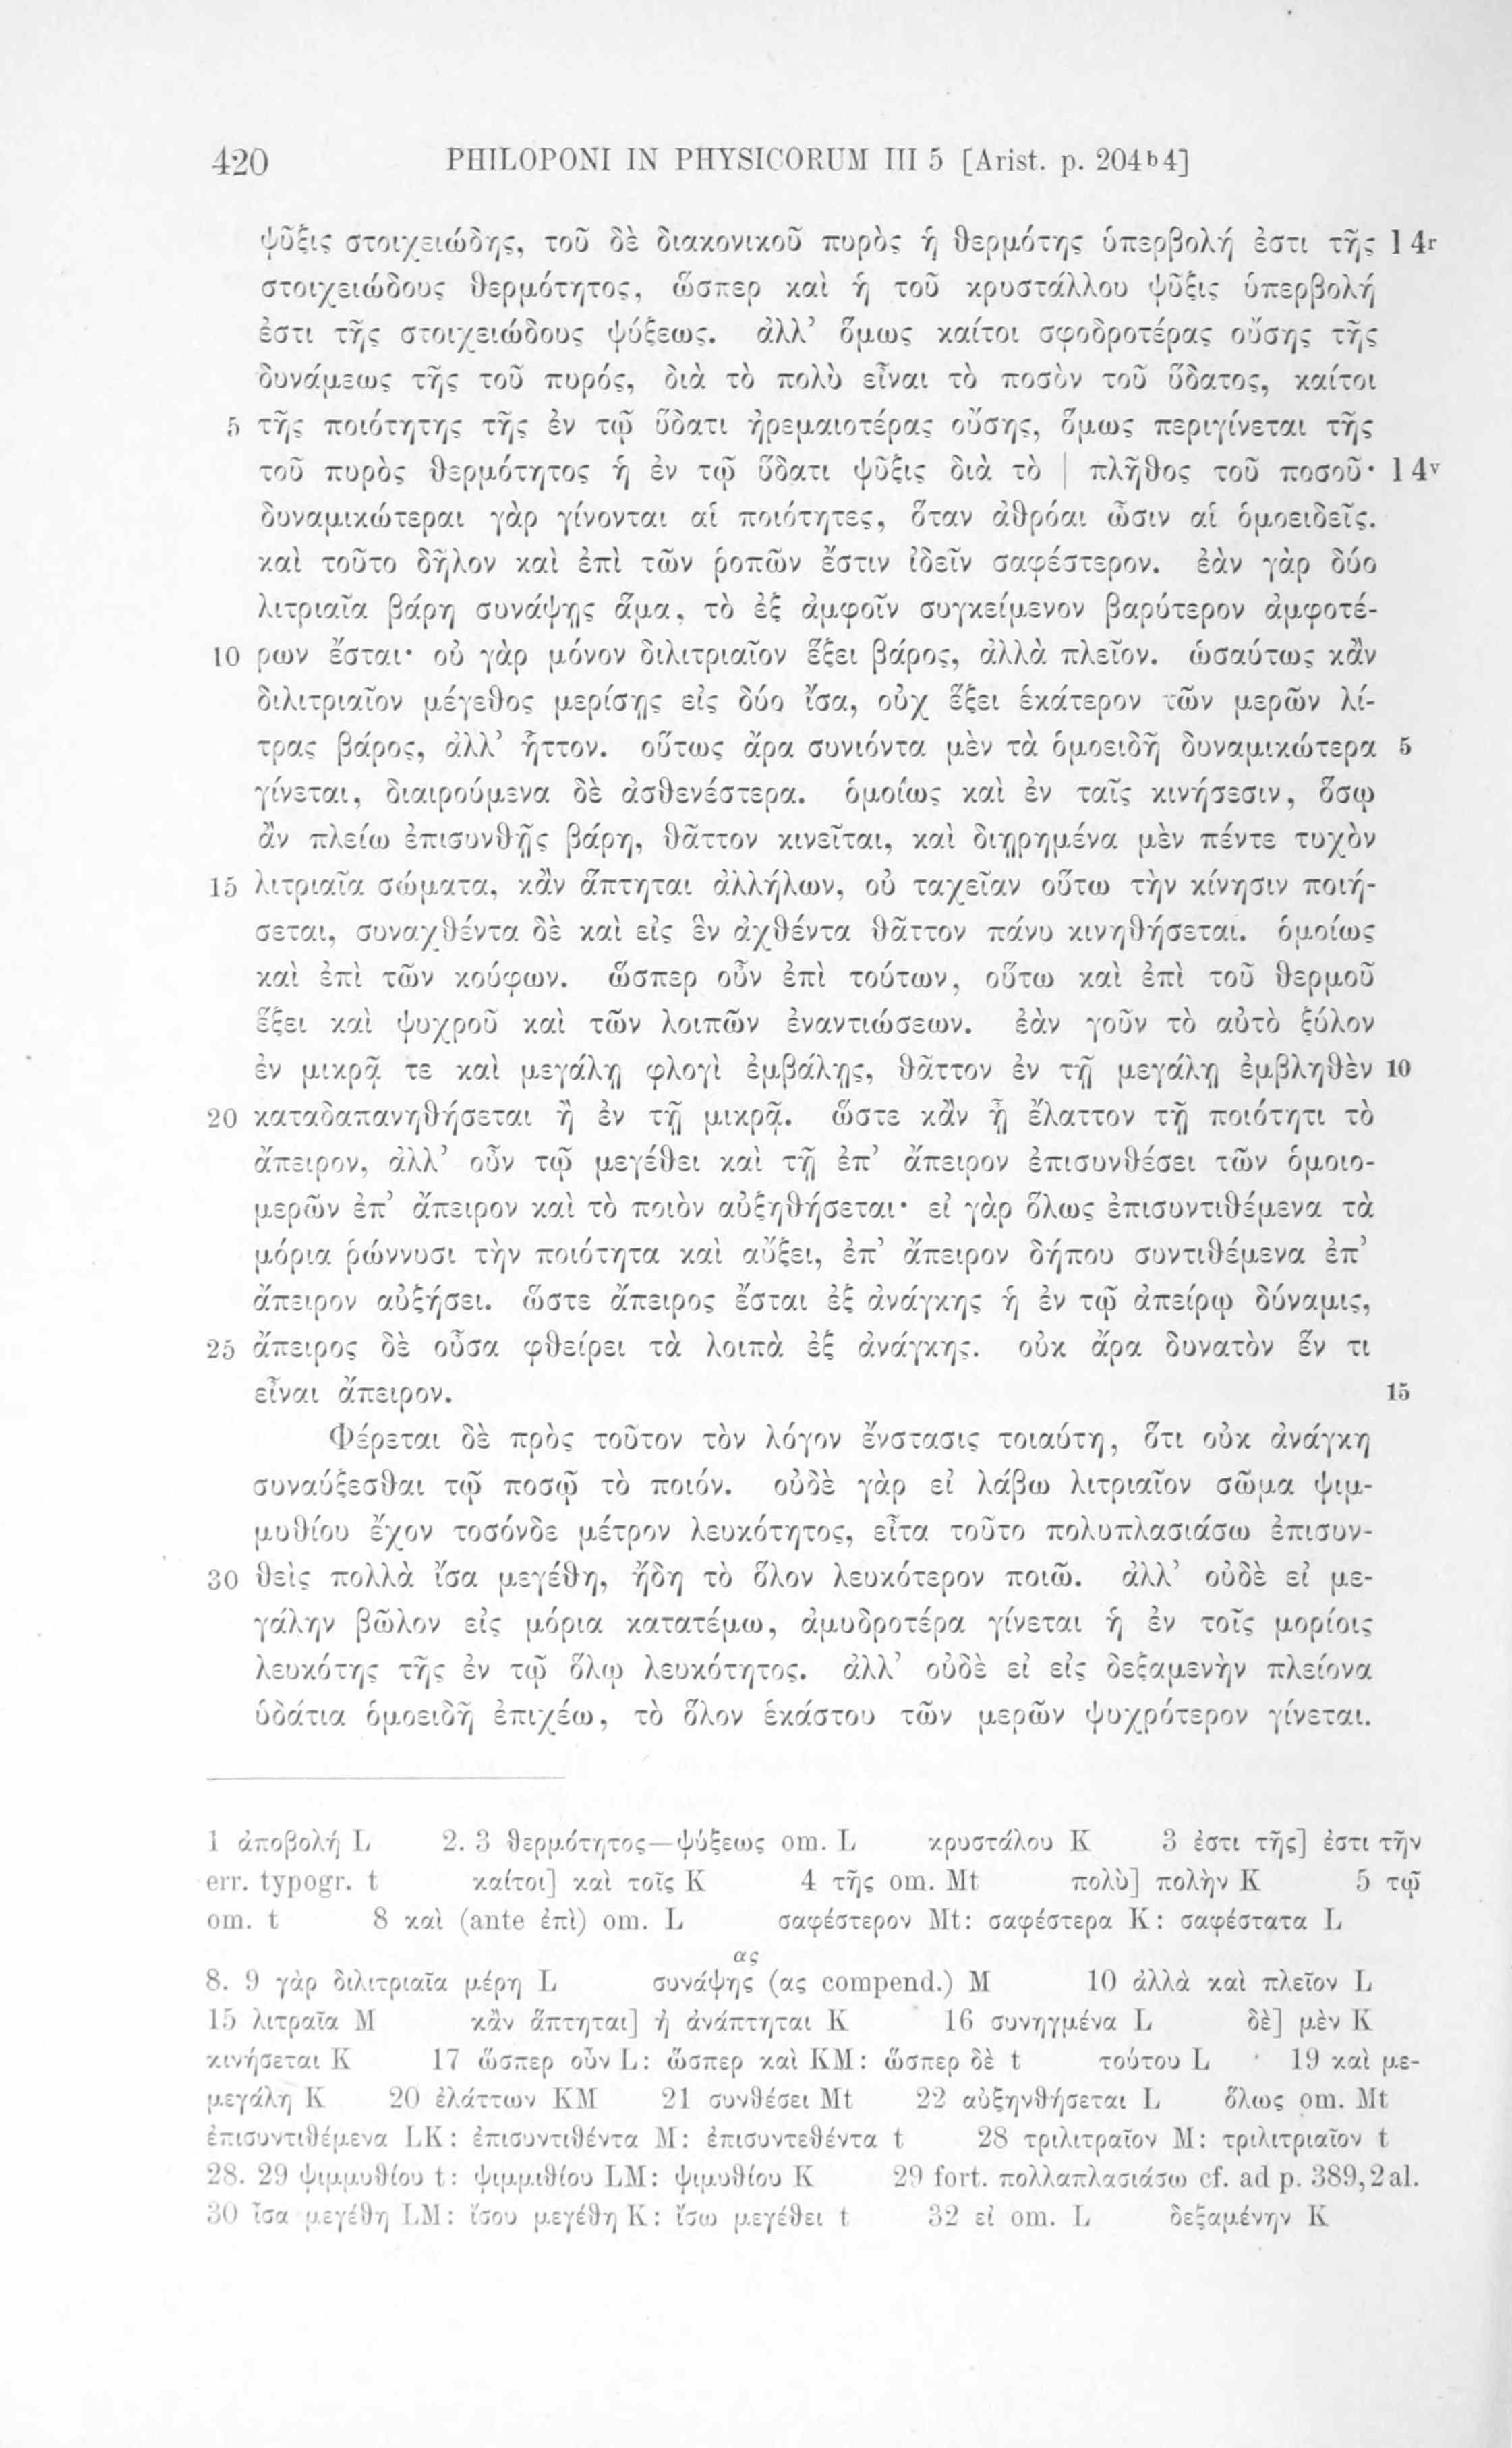 420 PHILOPONI IN PHYSICORUM III 5 [Arist. p. 204b4]
ψῦξις στοιχειώδης, τοῦ δὲ διακονικοῦ πυρὸς ἡ θερμότης ὑπερβολή ἐστι τῆς 14r
στοιχειώδους θερμότητος, ὥσπερ καὶ ἡ τοῦ κρυστάλλου ψῦξις ὑπερβολή
ἐστι τῆς στοιχειώδους ψύξεως. ἀλλ’ ὅμως καίτοι σφοδροτέρας οὔσης τῆς
δυνάμεως τῆς τοῦ πυρός, διὰ τὸ πολὺ εἶναι τὸ ποσὸν τοῦ ὕδατος, καίτοι
5 τῆς ποιότητης τῆς ἐν τῷ ὕδατι ἠρεμαιοτέρας οὔσης, ὅμως περιγίνεται τῆς
τοῦ πυρὸς θερμότητος ἡ ἐν τῷ ὕδατι ψῦξις διὰ τὸ | πλῆθος τοῦ ποσοῦ· 14v
δυναμικώτεραι γὰρ γίνονται αἱ ποιότητες, ὅταν ἀθρόαι ὦσιν αἱ ὁμοειδεῖς.
καὶ τοῦτο δῆλον καὶ ἐπὶ τῶν ῥοπῶν ἔστιν ἰδεῖν σαφέστερον. ἐὰν γὰρ δύο
λιτριαῖα βάρη συνάψῃς ἅμα, τὸ ἐξ ἀμφοῖν συγκείμενον βαρύτερον ἀμφοτέ-
10 ρων ἔσται· οὐ γὰρ μόνον διλιτριαῖον ἕξει βάρος, ἀλλὰ πλεῖον. ὡσαύτως κἂν
διλιτριαῖον μέγεθος μερίσῃς εἰς δύο ἴσα, οὐχ ἕξει ἑκάτερον τῶν μερῶν λί-
τρας βάρος, ἀλλ’ ἧττον. οὕτως ἄρα συνιόντα μὲν τὰ ὁμοειδῆ δυναμικώτερα 5
γίνεται, διαιρούμενα δὲ ἀσθενέστερα. ὁμοίως καὶ ἐν ταῖς κινήσεσιν, ὅσῳ
ἂν πλείω ἐπισυνθῇς βάρη, θᾶττον κινεῖται, καὶ διῃρημένα μὲν πέντε τυχὸν
15 λιτριαῖα σώματα, κἂν ἅπτηται ἀλλήλων, οὐ ταχεῖαν οὕτω τὴν κίνησιν ποιή-
σεται, συναχθέντα δὲ καὶ εἰς ἓν ἀχθέντα θᾶττον πάνυ κινηθήσεται. ὁμοίως
καὶ ἐπὶ τῶν κούφων. ὥσπερ οὖν ἐπὶ τούτων, οὕτω καὶ ἐπὶ τοῦ θερμοῦ
ἕξει καὶ ψυχροῦ καὶ τῶν λοιπῶν ἐναντιώσεων. ἐὰν γοῦν τὸ αὐτὸ ξύλον
ἐν μικρᾷ τε καὶ μεγάλῃ φλογὶ ἐμβάλῃς, θᾶττον ἐν τῇ μεγάλῃ ἐμβληθὲν 10
20 καταδαπανηθήσεται ἢ ἐν τῇ μικρᾷ. ὥστε κἂν ᾖ ἔλαττον τῇ ποιότητι τὸ
ἄπειρον, ἀλλ’ οὖν τῷ μεγέθει καὶ τῇ ἐπ’ ἄπειρον ἐπισυνθέσει τῶν ὁμοιο-
μερῶν ἐπ’ ἄπειρον καὶ τὸ ποιὸν αὐξηθήσεται· εἰ γὰρ ὅλως ἐπισυντιθέμενα τὰ
μόρια ῥώννυσι τὴν ποιότητα καὶ αὔξει, ἐπ’ ἄπειρον δήπου συντιθέμενα ἐπ’
ἄπειρον αὐξήσει. ὥστε ἄπειρος ἔσται ἐξ ἀνάγκης ἡ ἐν τῷ ἀπείρῳ δύναμις,
25 ἄπειρος δὲ οὖσα φθείρει τὰ λοιπὰ ἐξ ἀνάγκης. οὐκ ἄρα δυνατὸν ἕν τι
εἶναι ἄπειρον. 15
Φέρεται δὲ πρὸς τοῦτον τὸν λόγον ἔνστασις τοιαύτη, ὅτι οὐκ ἀνάγκη
συναύξεσθαι τῷ ποσῷ τὸ ποιόν. οὐδὲ γὰρ εἰ λάβω λιτριαῖον σῶμα ψιμ-
μυθίου ἔχον τοσόνδε μέτρον λευκότητος, εἶτα τοῦτο πολυπλασιάσω ἐπισυν-
30 θεὶς πολλὰ ἴσα μεγέθη, ἤδη τὸ ὅλον λευκότερον ποιῶ. ἀλλ’ οὐδὲ εἰ με-
γάλην βῶλον εἰς μόρια κατατέμω, ἀμυδροτέρα γίνεται ἡ ἐν τοῖς μορίοις
λευκότης τῆς ἐν τῷ ὅλῳ λευκότητος. ἀλλ’ οὐδὲ εἰ εἰς δεξαμενὴν πλείονα
ὑδάτια ὁμοειδῆ ἐπιχέω, τὸ ὅλον ἑκάστου τῶν μερῶν ψυχρότερον γίνεται.
1 ἀποβολή L 2. 3 θερμότητος—ψύξεως om. L κρυστάλου K 3 ἐστι τῆς] ἐστι τὴν
err. typogr. t καίτοι] καὶ τοῖς K 4 τῆς om. Mt πολὺ] πολὴν K 5 τῷ
om. t 8 καὶ (ante ἐπὶ) om. L σαφέστερον Mt: σαφέστερα K: σαφέστατα L
ας
8. 9 γὰρ διλιτριαῖα μέρη L συνάψῃς (ας compend.) M 10 ἀλλὰ καὶ πλεῖον L
15 λιτραῖα M κἂν ἅπτηται] ἡ ἀνάπτηται K 16 συνηγμένα L δὲ] μὲν K
κινήσεται K 17 ὥσπερ οὖν L: ὥσπερ καὶ KM: ὥσπερ δὲ t τούτου L 19 καὶ με-
μεγάλη K 20 ἐλάττων KM 21 συνθέσει Mt 22 αὐξηνθήσεται L ὅλως om. Mt
ἐπισυντιθέμενα LK: ἐπισυντιθέντα M: ἐπισυντεθέντα t 28 τριλιτραῖον M: τριλιτριαῖον t
28. 29 ψιμμυθίου t: ψιμμιθίου LM: ψιμυθίου K 29 fort. πολλαπλασιάσω cf. ad p. 389,2 al.
30 ἴσα μεγέθη LM: ἴσου μεγέθη K: ἴσω μεγέθει t 32 εἰ om. L δεξαμένην K